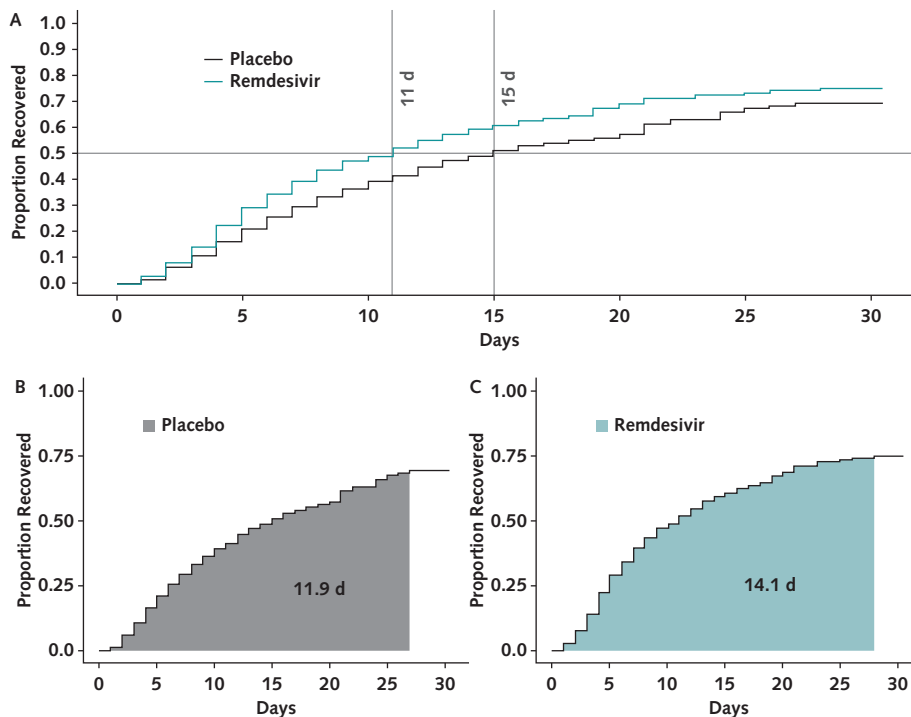 A
1.0
0.9
0.8
0.7
0.6
0.5
0.4
0.3
0.2
0.1
0.0
Proportion Recovered
Placebo
Remdesivir
11 d
15 d
0 5 10 15 20 25 30
Days
B
1.00
0.75
0.50
0.25
0.0
Proportion Recovered
Placebo
11.9 d
0 5 10 15 20 25 30
Days
C
1.00
0.75
0.50
0.25
0.0
Proportion Recovered
Remdesivir
14.1 d
0 5 10 15 20 25 30
Days